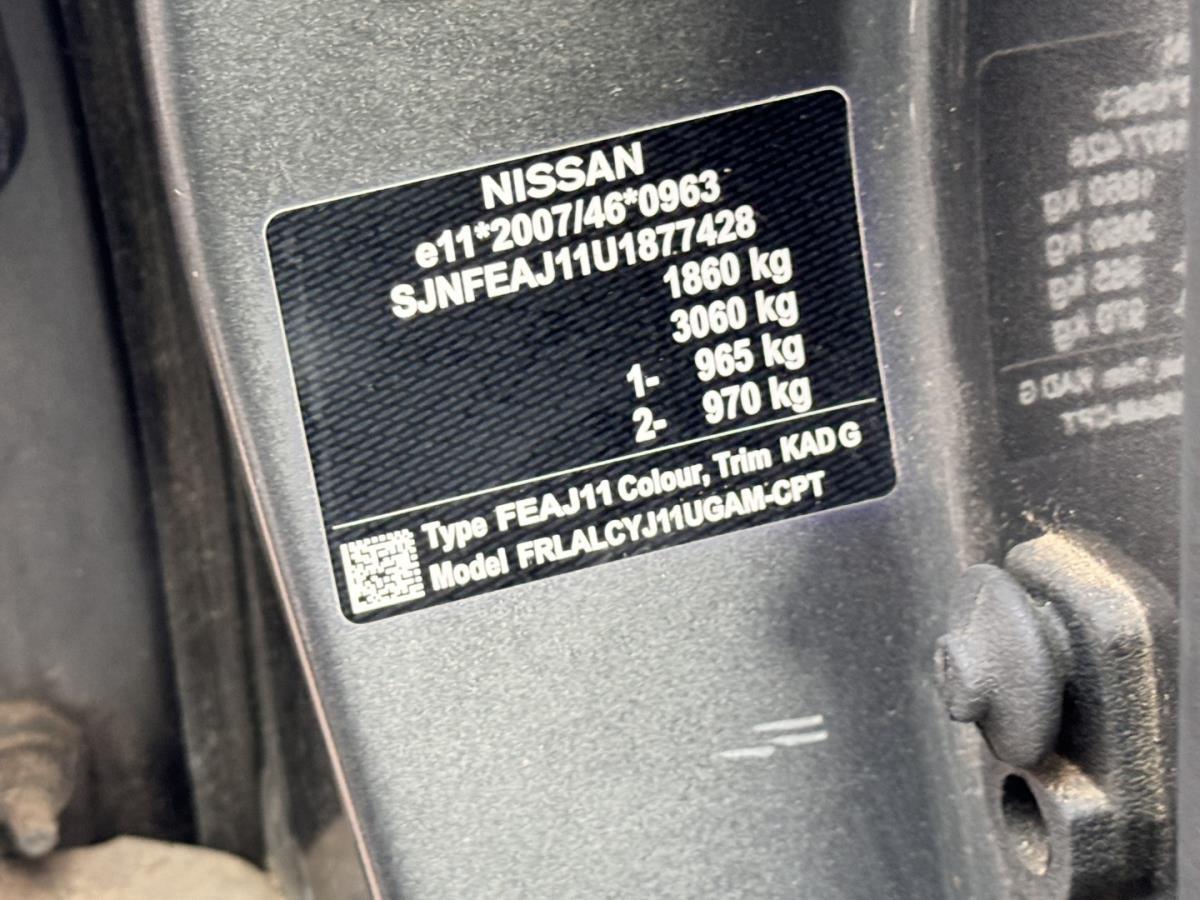 NISSAN
e11*2007/46*0963
SJNFEAJ11U1877428
1860 kg
3060 kg
1- 965 kg
2- 970 kg
Type FEAJ11 Colour, Trim KAD G
Model FRLALCYJ11UGAM-CPT